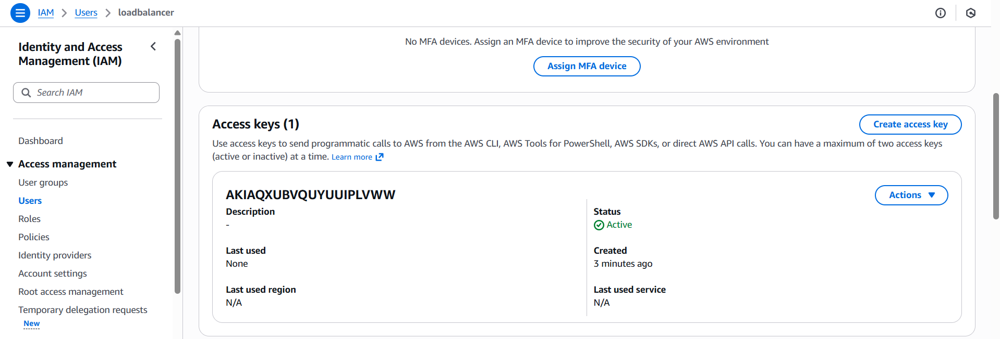 IAM > Users > loadbalancer
Identity and Access
Management (IAM)
Search IAM
Dashboard
Access management
User groups
Users
Roles
Policies
Identity providers
Account settings
Root access management
Temporary delegation requests
New
No MFA devices. Assign an MFA device to improve the security of your AWS environment
Assign MFA device
Access keys (1)
Create access key
Use access keys to send programmatic calls to AWS from the AWS CLI, AWS Tools for PowerShell, AWS SDKs, or direct AWS API calls. You can have a maximum of two access keys
(active or inactive) at a time. Learn more
AKIAQXUBVQUYUUIPLVWW
Actions
Description
-
Status
Active
Last used
None
Created
3 minutes ago
Last used region
N/A
Last used service
N/A